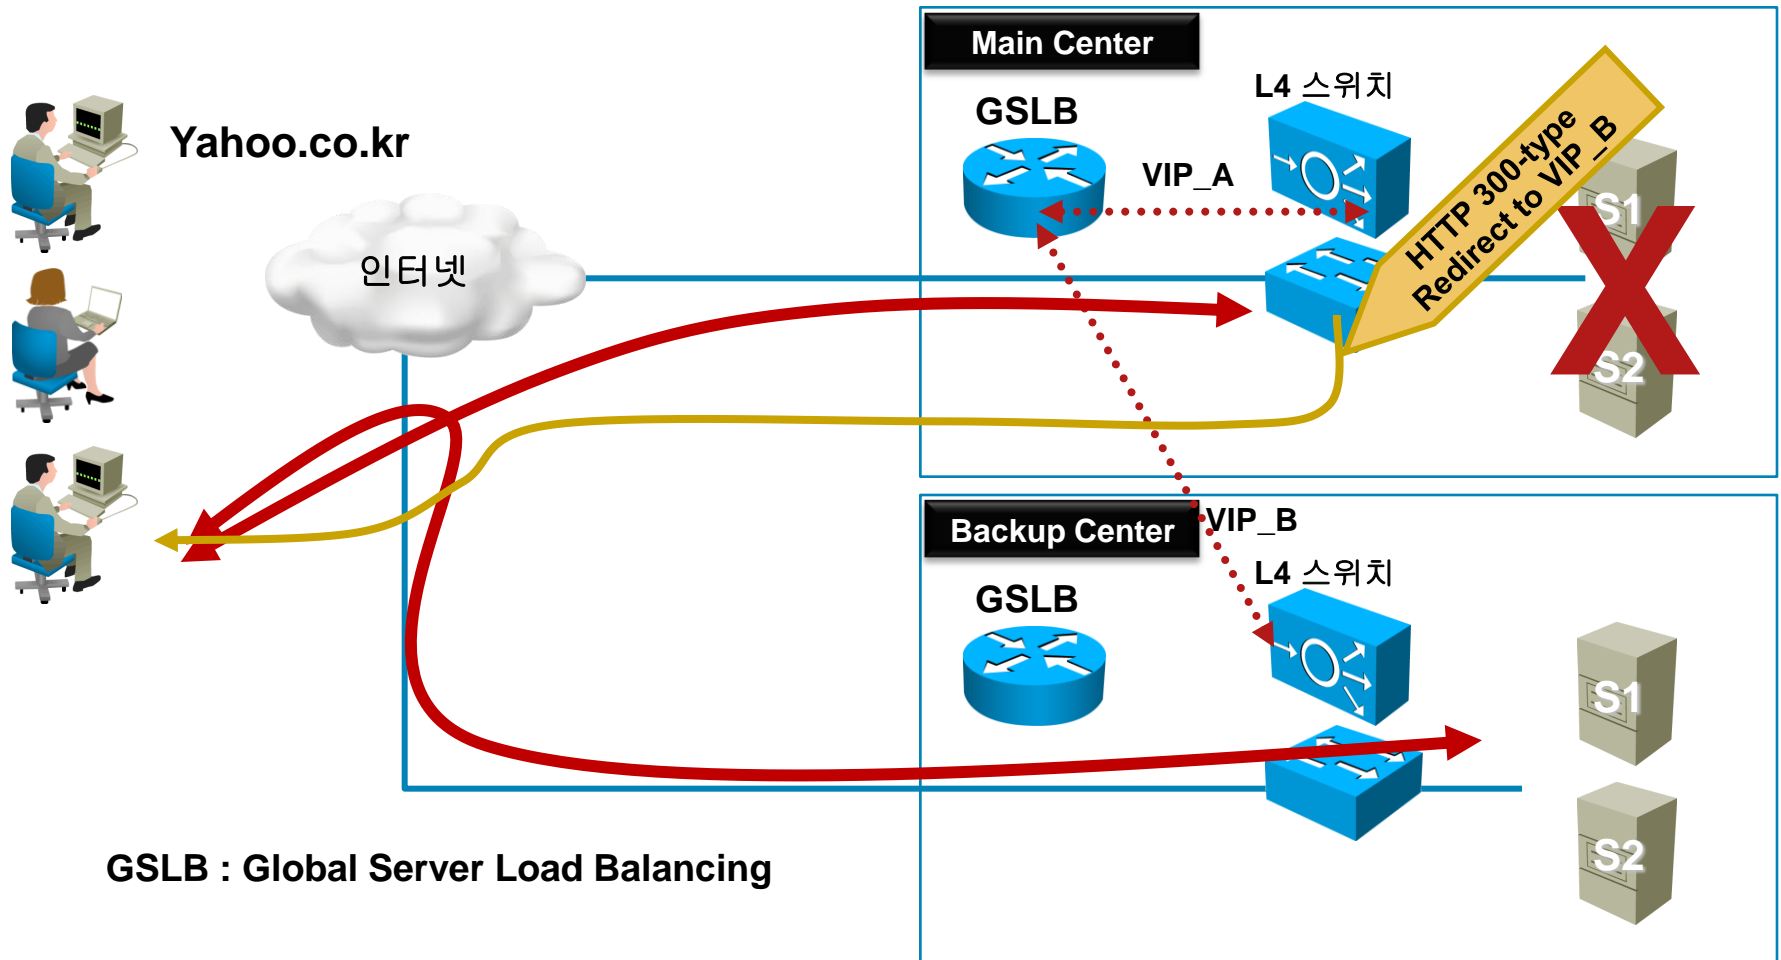 Main Center
L4 스위치
GSLB
Yahoo.co.kr
VIP_A
HTTP 300-type
Redirect to VIP_B
S1
인터넷
S2
Backup Center
VIP_B
L4 스위치
GSLB
S1
S2
GSLB : Global Server Load Balancing